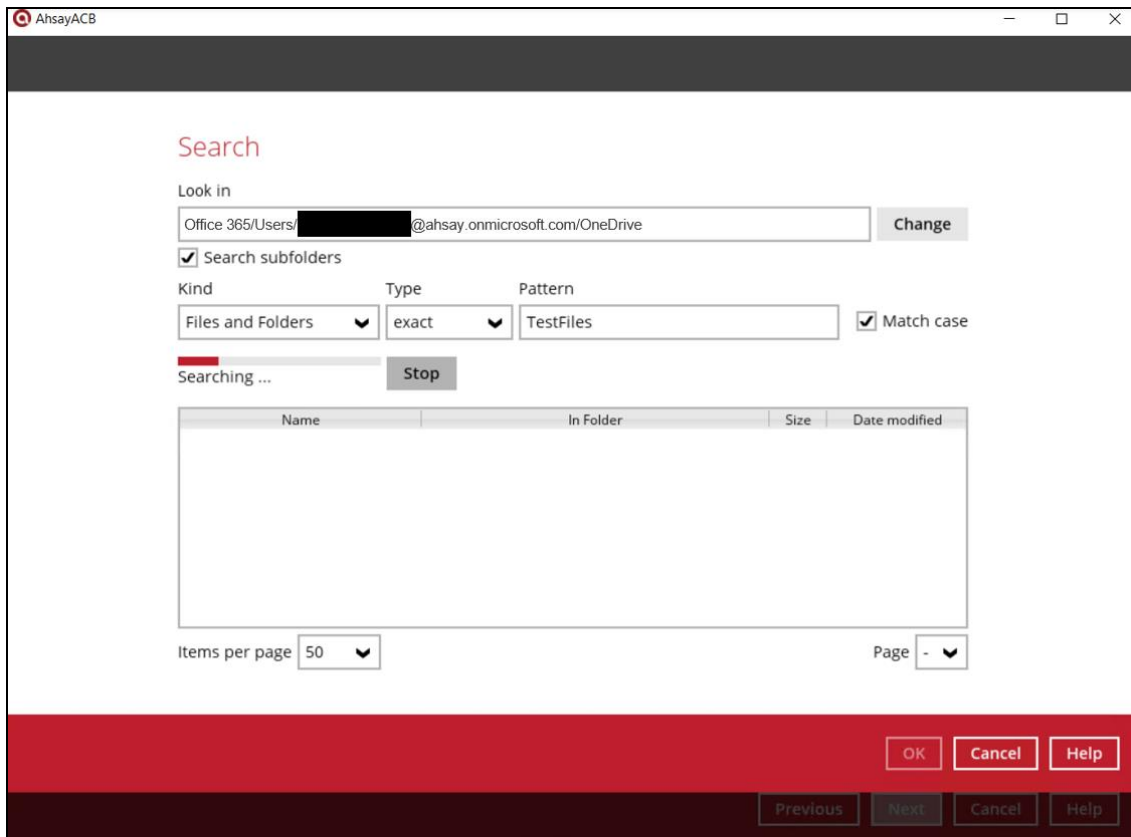 AhsayACB
Search
Look in
Office 365/Users/ @ahsay.onmicrosoft.com/OneDrive Change
Search subfolders
Kind Type Pattern
Files and Folders exact TestFiles Match case
Searching ... Stop
Name In Folder Size Date modified
Items per page 50 Page -
OK Cancel Help
Previous Next Cancel Help